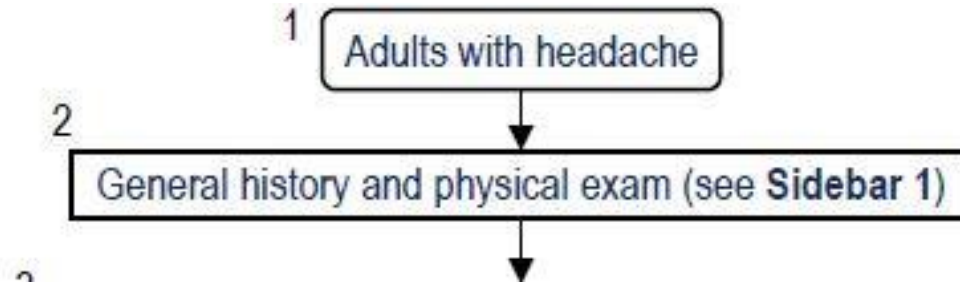 1
Adults with headache
2
General history and physical exam (see Sidebar 1)